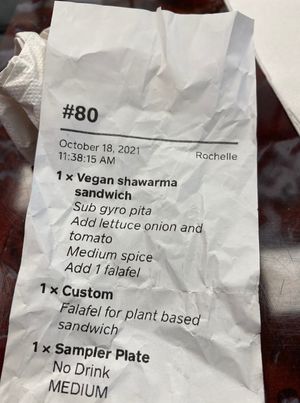 #80
October 18, 2021
11:38:15 AM Rochelle
1 × Vegan shawarma
sandwich
Sub gyro pita
Add lettuce onion and
tomato
Medium spice
Add 1 falafel
1 × Custom
Falafel for plant based
sandwich
1 × Sampler Plate
No Drink
MEDIUM